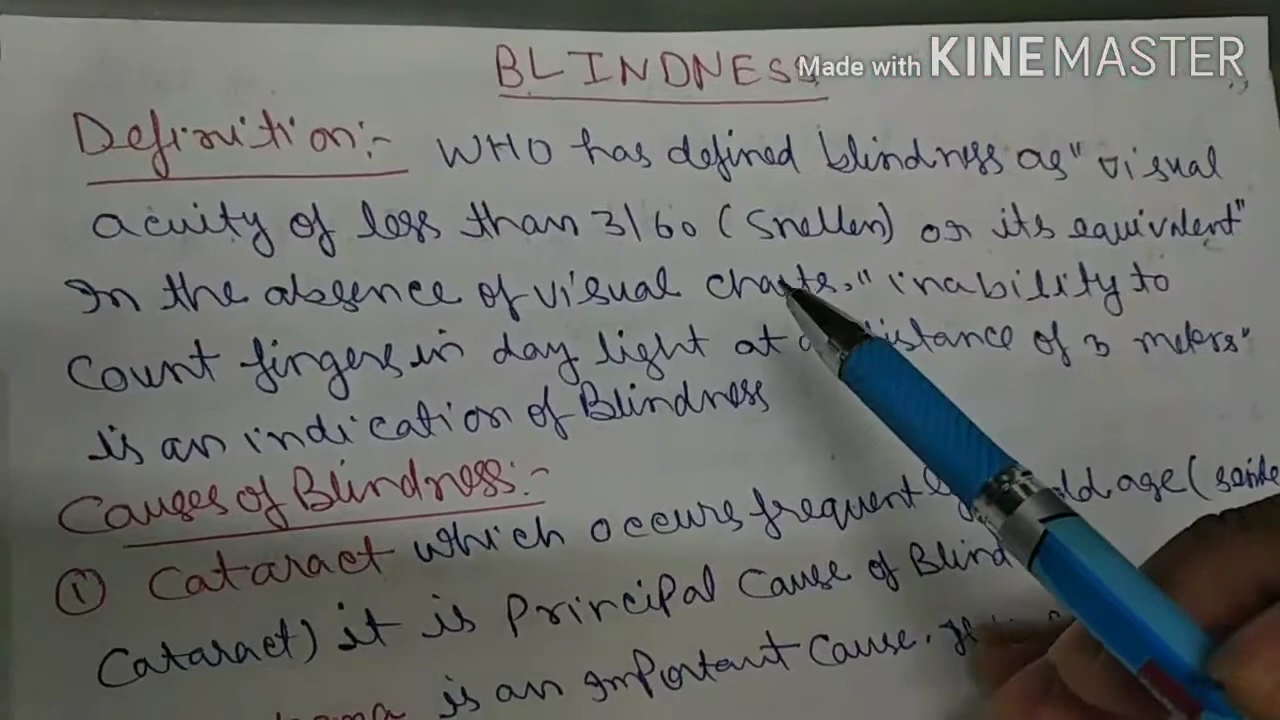 BLINDNESS
Made with KINEMASTER
Definition:- WHO has defined blindness as "visual
acuity of less than 3/60 (Snellen) or its equivalent"
In the absence of visual charts, "inability to
Count fingers in day light at a distance of 3 meters"
is an indication of Blindness
Causes of Blindness:-
① Cataract which occurs frequently old age (senile
Cataract) it is Principal Cause of Blind
is an Important Cause.